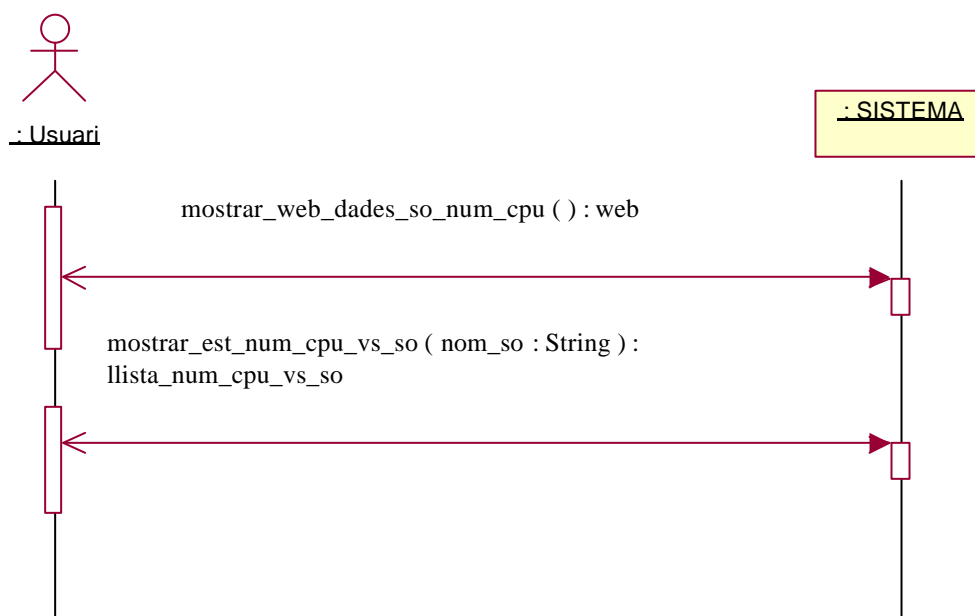 : Usuari
: SISTEMA
mostrar_web_dades_so_num_cpu ( ) : web
mostrar_est_num_cpu_vs_so ( nom_so : String ) :
llista_num_cpu_vs_so